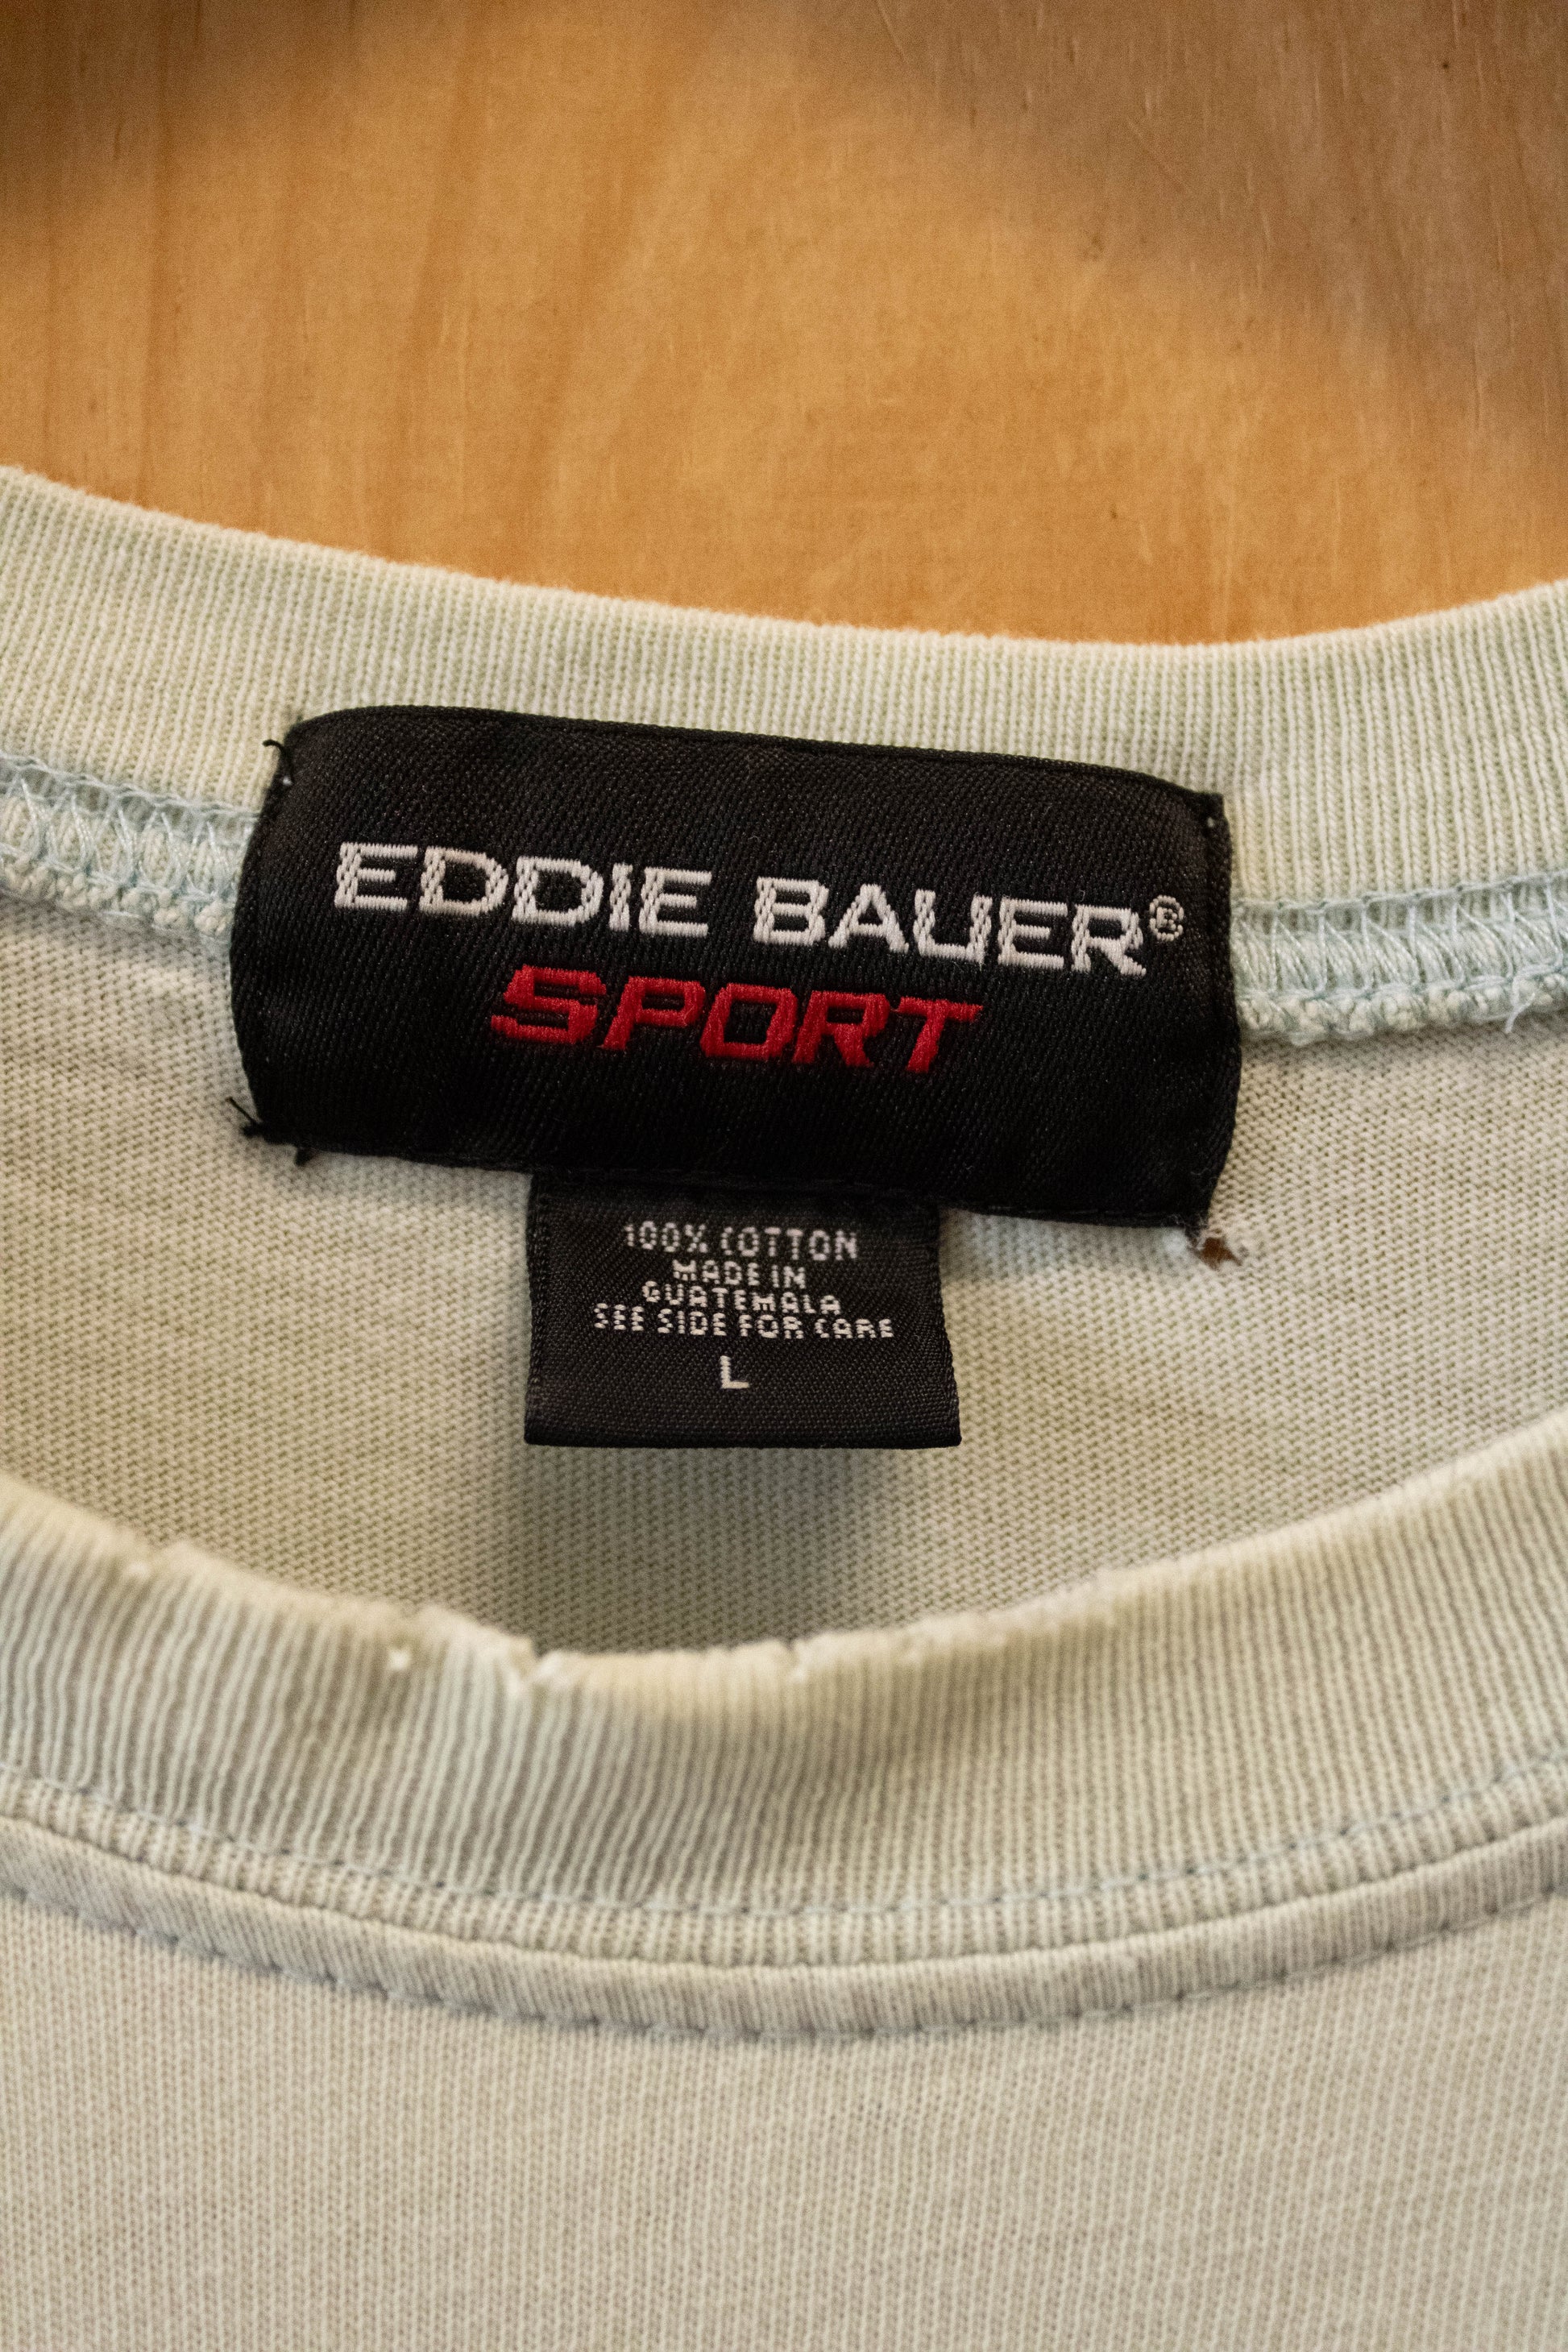 EDDIE BAUER®
SPORT
100% COTTON
MADE IN
GUATEMALA
SEE SIDE FOR CARE
L